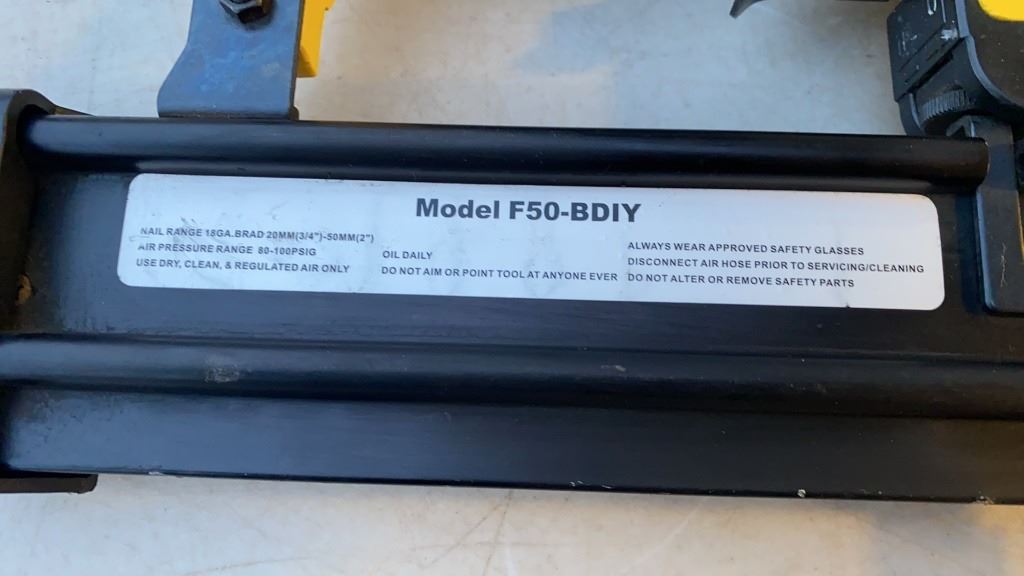 Model F50-BDIY
NAIL RANGE 18GA.BRAD 20MM(3/4")-50MM(2")
AIR PRESSURE RANGE 80-100PSIG
USE DRY, CLEAN, & REGULATED AIR ONLY
OIL DAILY
DO NOT AIM OR POINT TOOL AT ANYONE EVER
ALWAYS WEAR APPROVED SAFETY GLASSES
DISCONNECT AIR HOSE PRIOR TO SERVICING/CLEANING
DO NOT ALTER OR REMOVE SAFETY PARTS